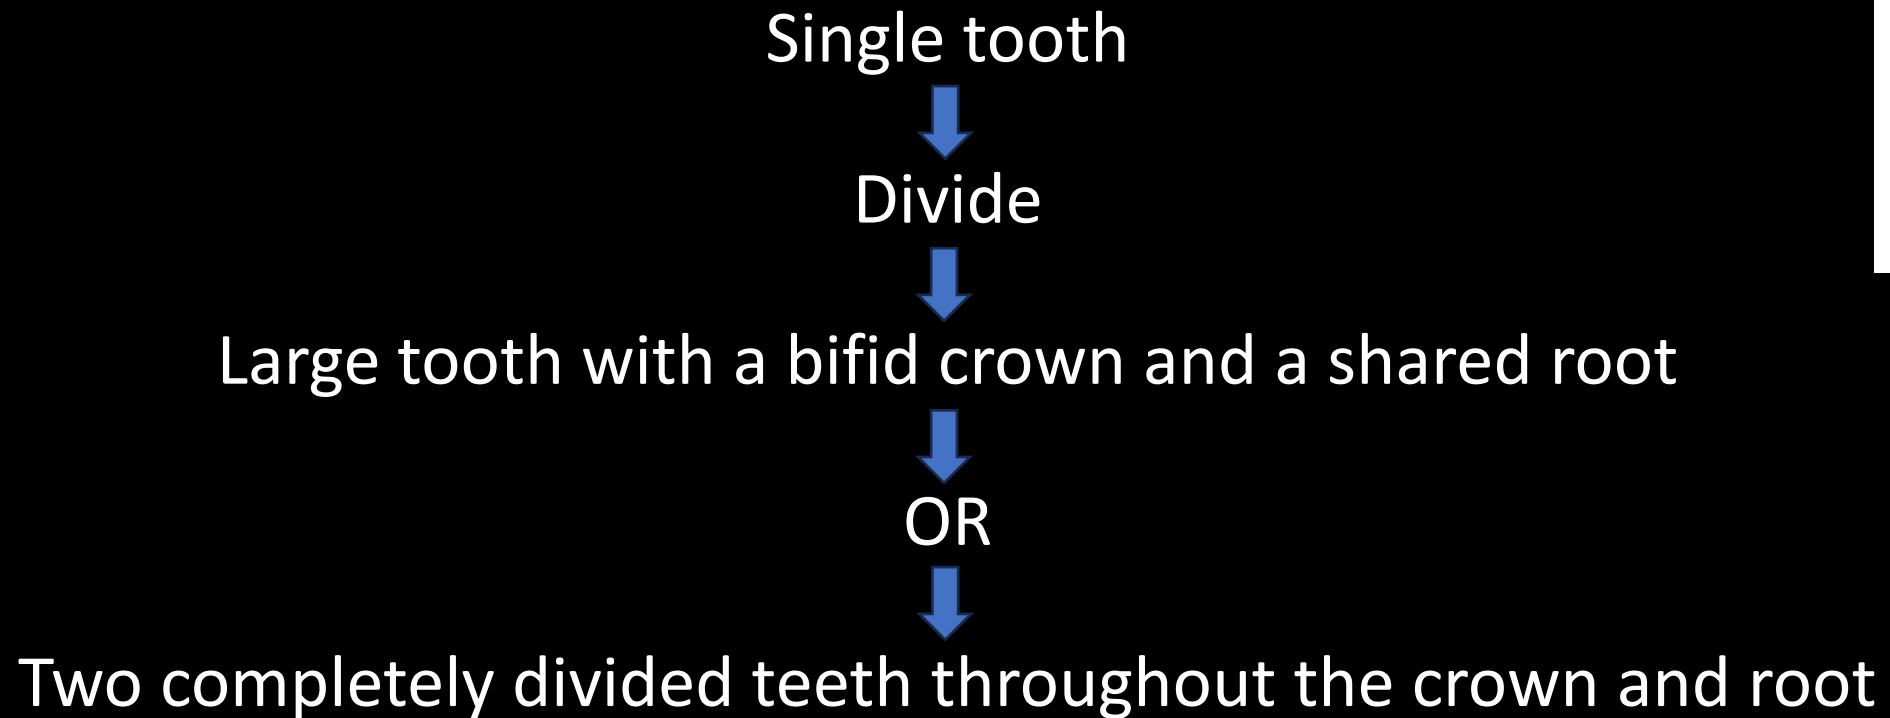 Single tooth
Divide
Large tooth with a bifid crown and a shared root
OR
Two completely divided teeth throughout the crown and root